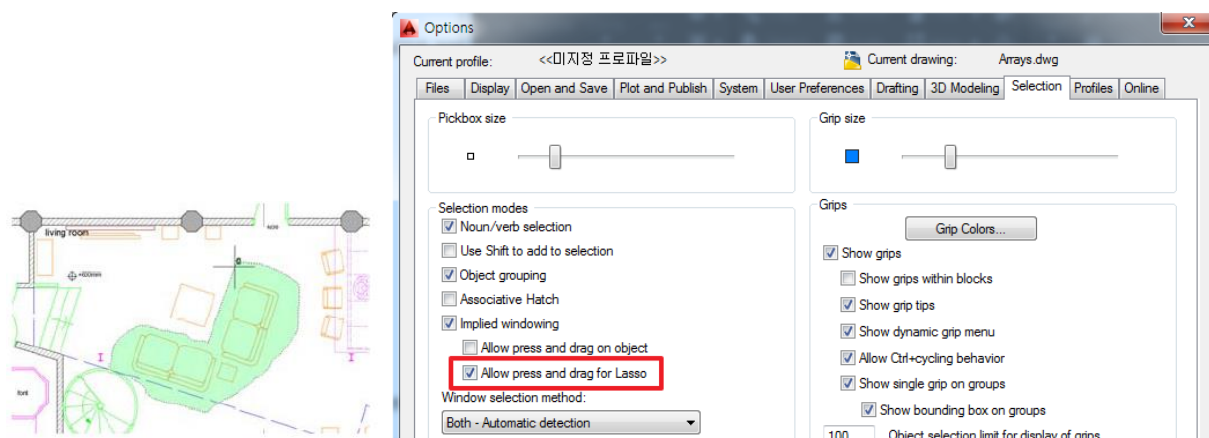 living room
+600mm
I
I
font
Options
Current profile: <<미지정 프로파일>> Current drawing: Arrays.dwg
Files Display Open and Save Plot and Publish System User Preferences Drafting 3D Modeling Selection Profiles Online
Pickbox size
Grip size
Selection modes
Noun/verb selection
Use Shift to add to selection
Object grouping
Associative Hatch
Implied windowing
Allow press and drag on object
Allow press and drag for Lasso
Window selection method:
Both - Automatic detection
Grips
Grip Colors...
Show grips
Show grips within blocks
Show grip tips
Show dynamic grip menu
Allow Ctrl+cycling behavior
Show single grip on groups
Show bounding box on groups
100 Object selection limit for display of grips